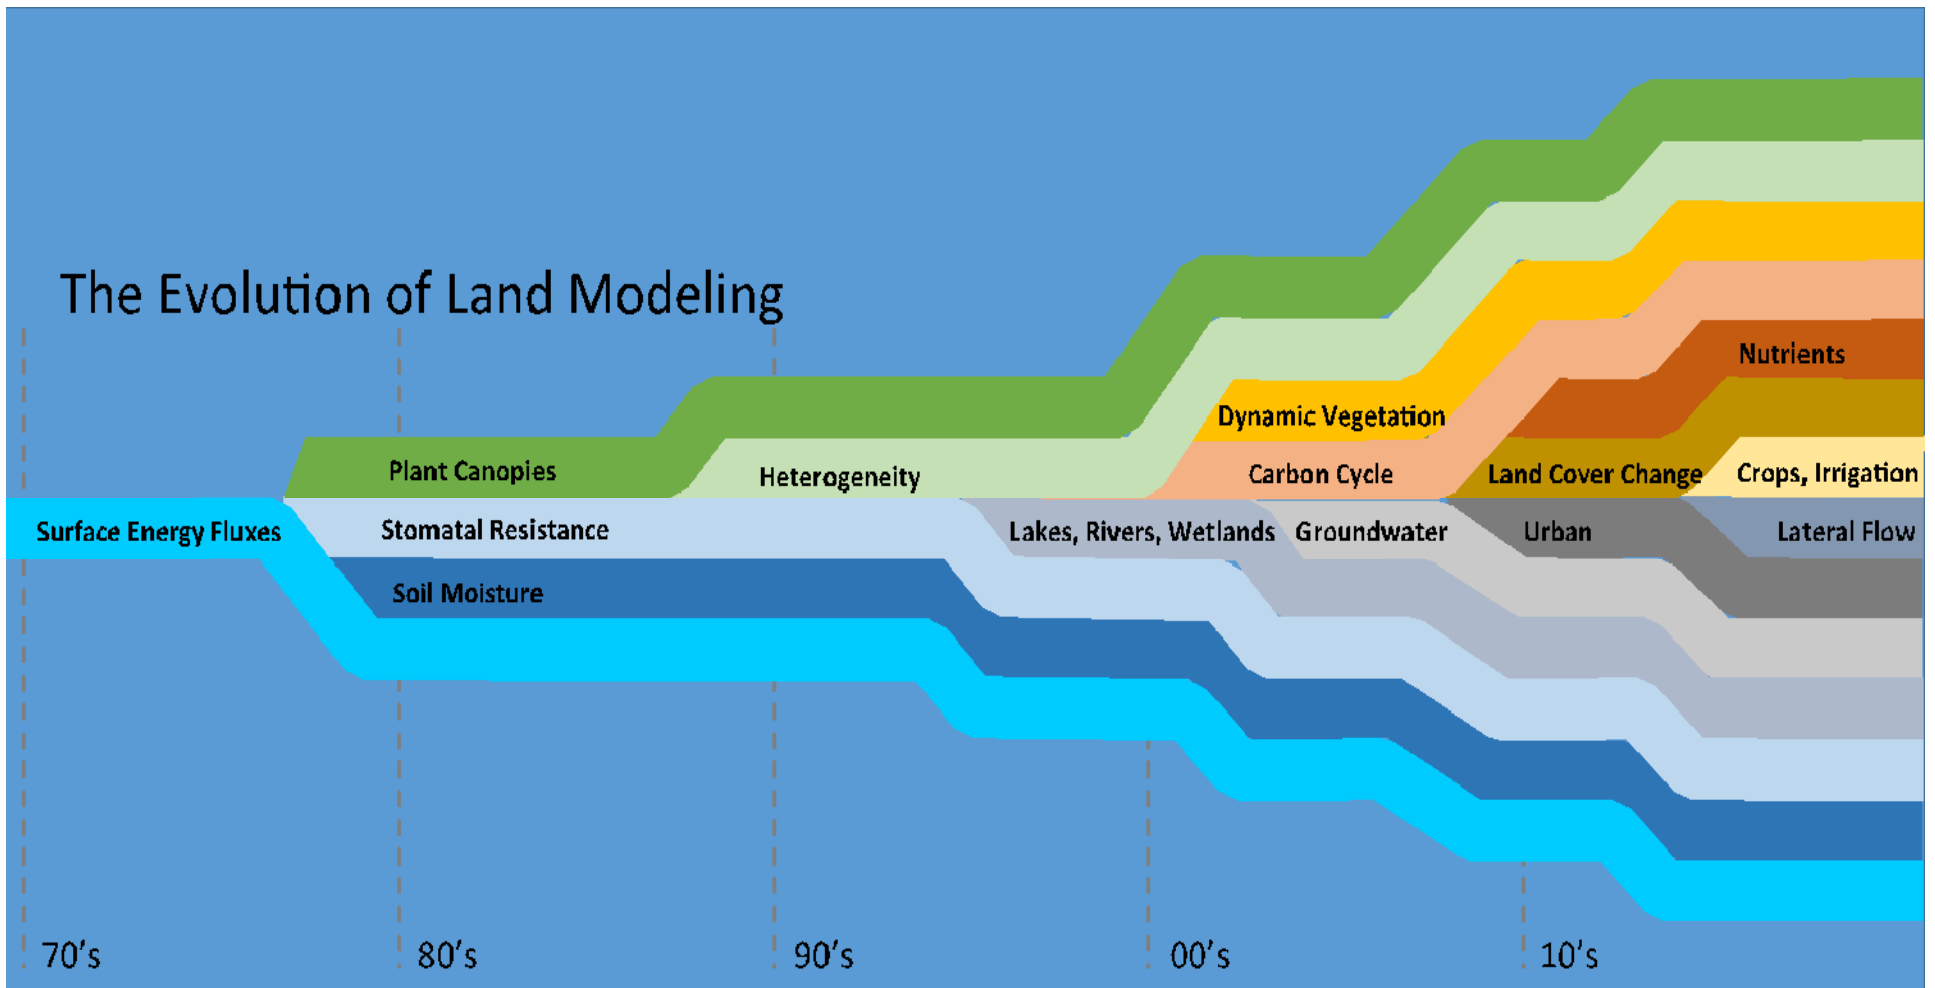 The Evolution of Land Modeling
Nutrients
Dynamic Vegetation
Plant Canopies
Heterogeneity
Carbon Cycle
Land Cover Change
Crops, Irrigation
Surface Energy Fluxes
Stomatal Resistance
Lakes, Rivers, Wetlands
Groundwater
Urban
Lateral Flow
Soil Moisture
70's
80's
90's
00's
10's